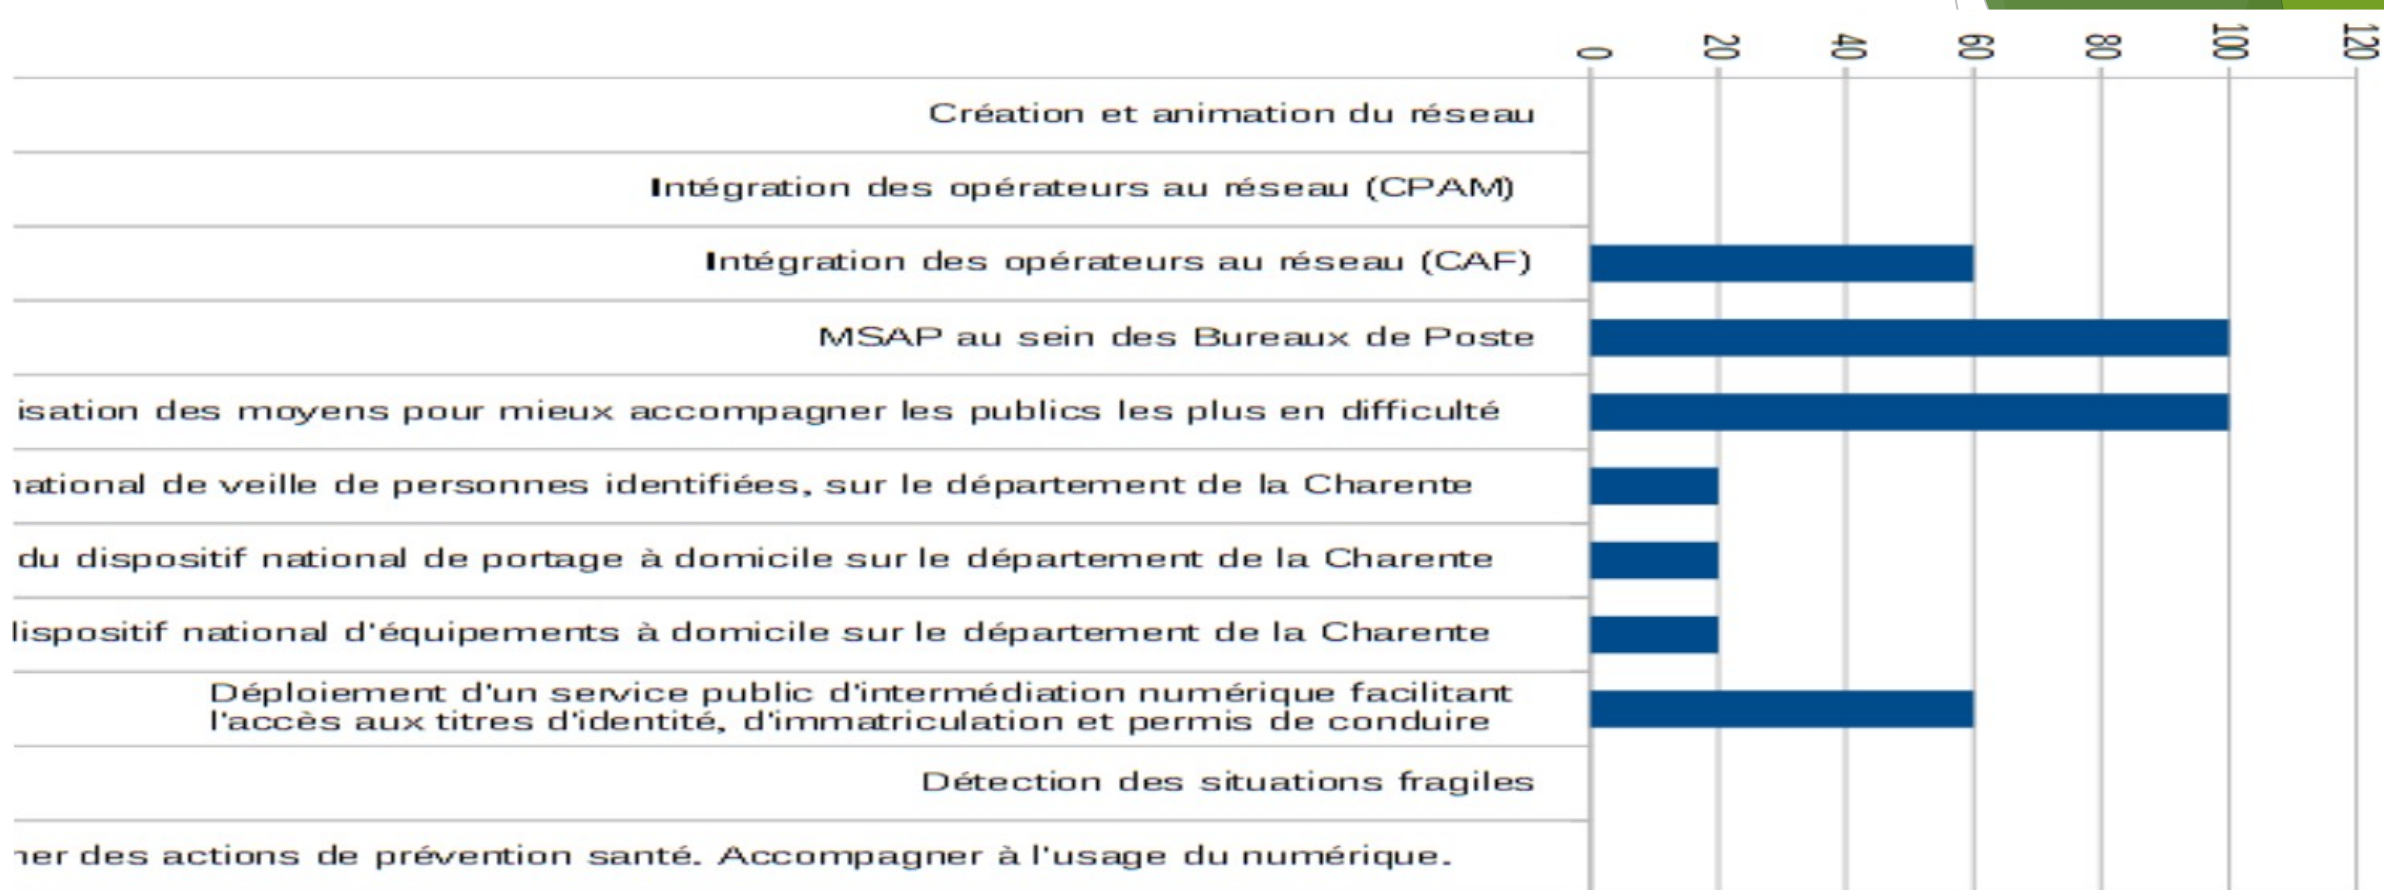 0 20 40 60 80 100 120
Création et animation du réseau
Intégration des opérateurs au réseau (CPAM)
Intégration des opérateurs au réseau (CAF)
MSAP au sein des Bureaux de Poste
des moyens pour mieux accompagner les publics les plus en difficulté
de veille de personnes identifiées, sur le département de la Charente
du dispositif national de portage à domicile sur le département de la Charente
national d'équipements à domicile sur le département de la Charente
Déploiement d'un service public d'intermédiation numérique facilitant
l'accès aux titres d'identité, d'immatriculation et permis de conduire
Détection des situations fragiles
des actions de prévention santé. Accompagner à l'usage du numérique.